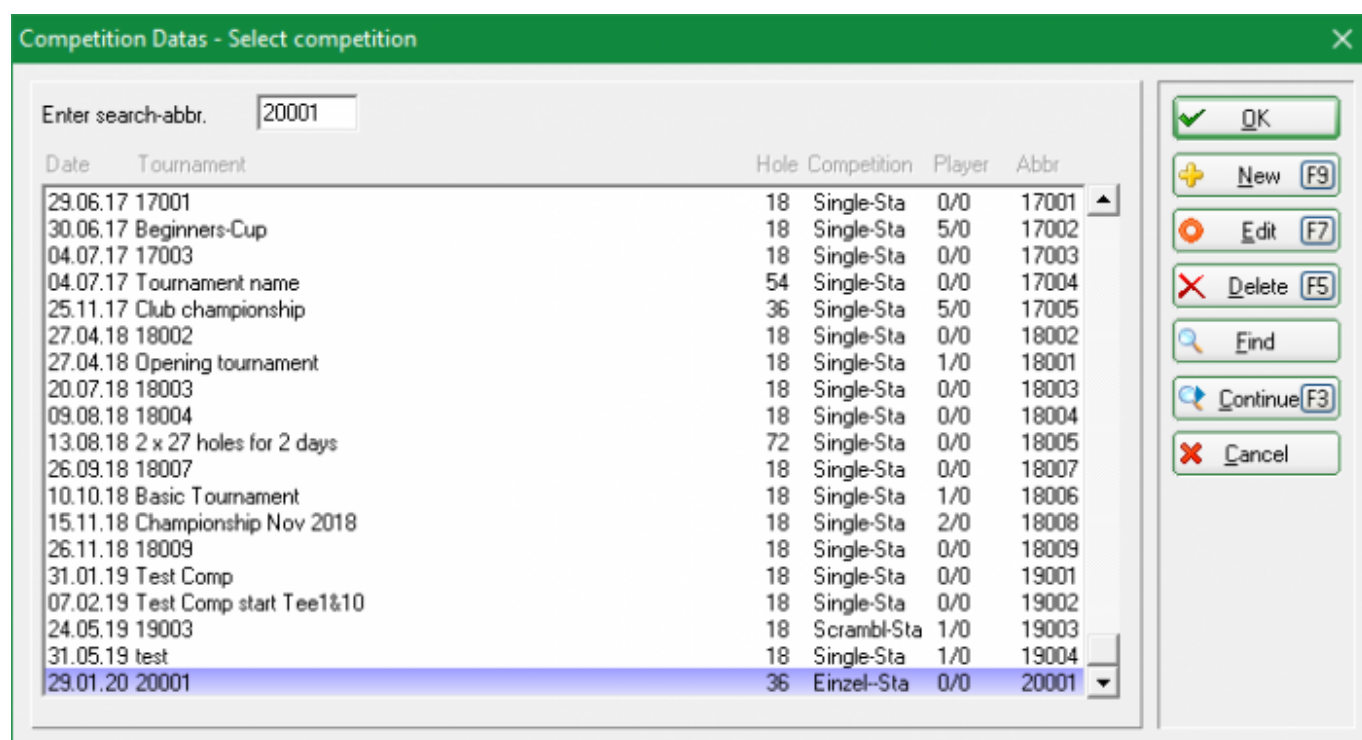 Competition Datas - Select competition
Enter search-abbr. 20001
Date Tournament Hole Competition Player Abbr
29.06.17 17001 18 Single-Sta 0/0 17001
30.06.17 Beginners-Cup 18 Single-Sta 5/0 17002
04.07.17 17003 18 Single-Sta 0/0 17003
04.07.17 Tournament name 54 Single-Sta 0/0 17004
25.11.17 Club championship 36 Single-Sta 5/0 17005
27.04.18 18002 18 Single-Sta 0/0 18002
27.04.18 Opening tournament 18 Single-Sta 1/0 18001
20.07.18 18003 18 Single-Sta 0/0 18003
09.08.18 18004 18 Single-Sta 0/0 18004
13.08.18 2 x 27 holes for 2 days 72 Single-Sta 0/0 18005
26.09.18 18007 18 Single-Sta 0/0 18007
10.10.18 Basic Tournament 18 Single-Sta 1/0 18006
15.11.18 Championship Nov 2018 18 Single-Sta 2/0 18008
26.11.18 18009 18 Single-Sta 0/0 18009
31.01.19 Test Comp 18 Single-Sta 0/0 19001
07.02.19 Test Comp start Tee1&10 18 Single-Sta 0/0 19002
24.05.19 19003 18 Scrambl-Sta 1/0 19003
31.05.19 test 18 Single-Sta 1/0 19004
29.01.20 20001 36 Einzel--Sta 0/0 20001
OK
New F9
Edit F7
Delete F5
Find
Continue F3
Cancel